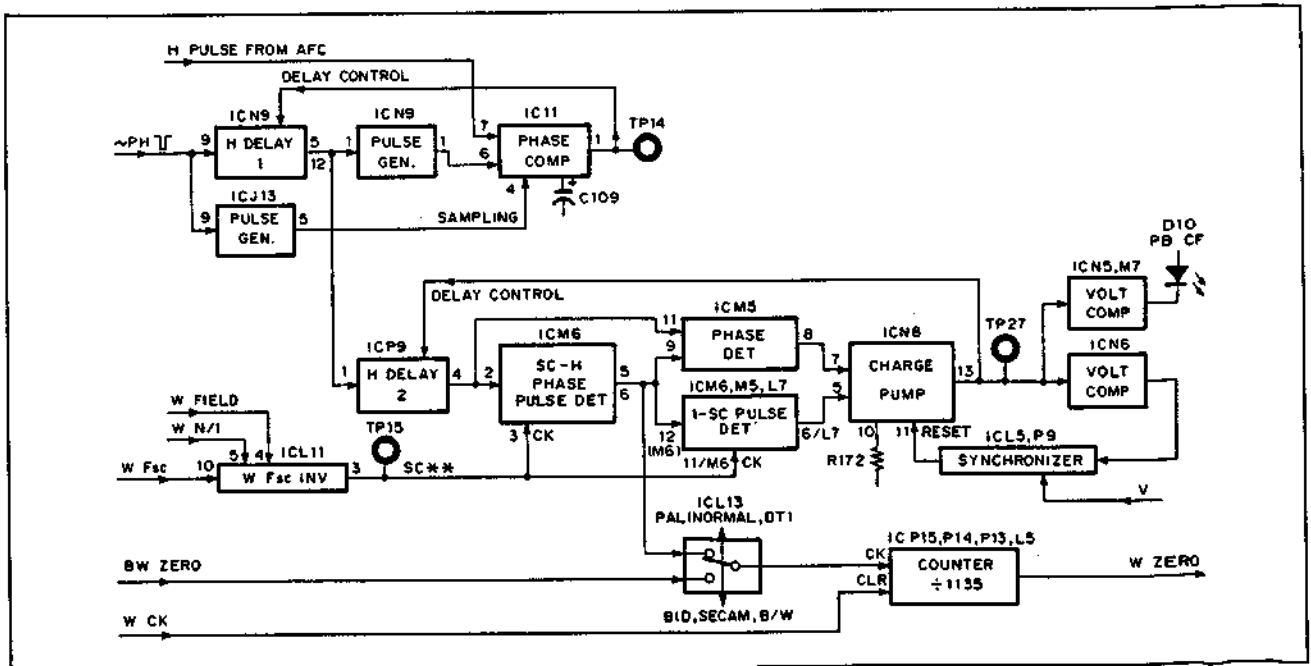 H PULSE FROM AFC
DELAY CONTROL
ICN9
ICN9
IC11
TP14
~PH
9
H DELAY 1
5
12
1
PULSE GEN.
1
7
6
PHASE COMP
1
4
C109
ICJ13
9
PULSE GEN.
5
SAMPLING
D10
PB CF
ICN5,M7
VOLT COMP
DELAY CONTROL
ICM5
11
9
PHASE DET
8
ICN8
TP27
ICP9
1
H DELAY 2
4
ICM6
2
SC-H PHASE PULSE DET
5
6
3 CK
7
CHARGE PUMP
13
5
10
11 RESET
R172
ICN6
VOLT COMP
ICM6, M5, L7
12
(M6)
1-SC PULSE DET
6/L7
11/M6 CK
ICL5,P9
SYNCHRONIZER
V
W FIELD
W N/I
TP15
5
4
ICL11
W Fsc
10
W Fsc INV
3
SC**
ICL13
PAL(NORMAL,DT)
BW ZERO
BID,SECAM,B/W
IC P15,P14,P13,L5
CK
CLR
COUNTER
÷1135
W ZERO
W CK